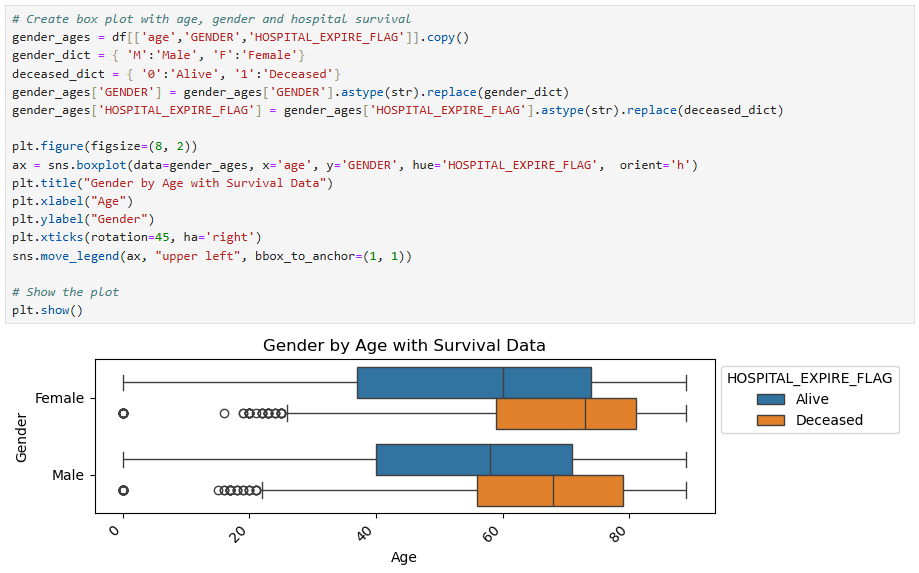 # Create box plot with age, gender and hospital survival
gender_ages = df[['age','GENDER','HOSPITAL_EXPIRE_FLAG']].copy()
gender_dict = { 'M':'Male', 'F':'Female'}
deceased_dict = { '0':'Alive', '1':'Deceased'}
gender_ages['GENDER'] = gender_ages['GENDER'].astype(str).replace(gender_dict)
gender_ages['HOSPITAL_EXPIRE_FLAG'] = gender_ages['HOSPITAL_EXPIRE_FLAG'].astype(str).replace(deceased_dict)

plt.figure(figsize=(8, 2))
ax = sns.boxplot(data=gender_ages, x='age', y='GENDER', hue='HOSPITAL_EXPIRE_FLAG',  orient='h')
plt.title("Gender by Age with Survival Data")
plt.xlabel("Age")
plt.ylabel("Gender")
plt.xticks(rotation=45, ha='right')
sns.move_legend(ax, "upper left", bbox_to_anchor=(1, 1))

# Show the plot
plt.show()
Gender by Age with Survival Data
Gender
Female
Male
0
20
40
60
80
Age
HOSPITAL_EXPIRE_FLAG
Alive
Deceased